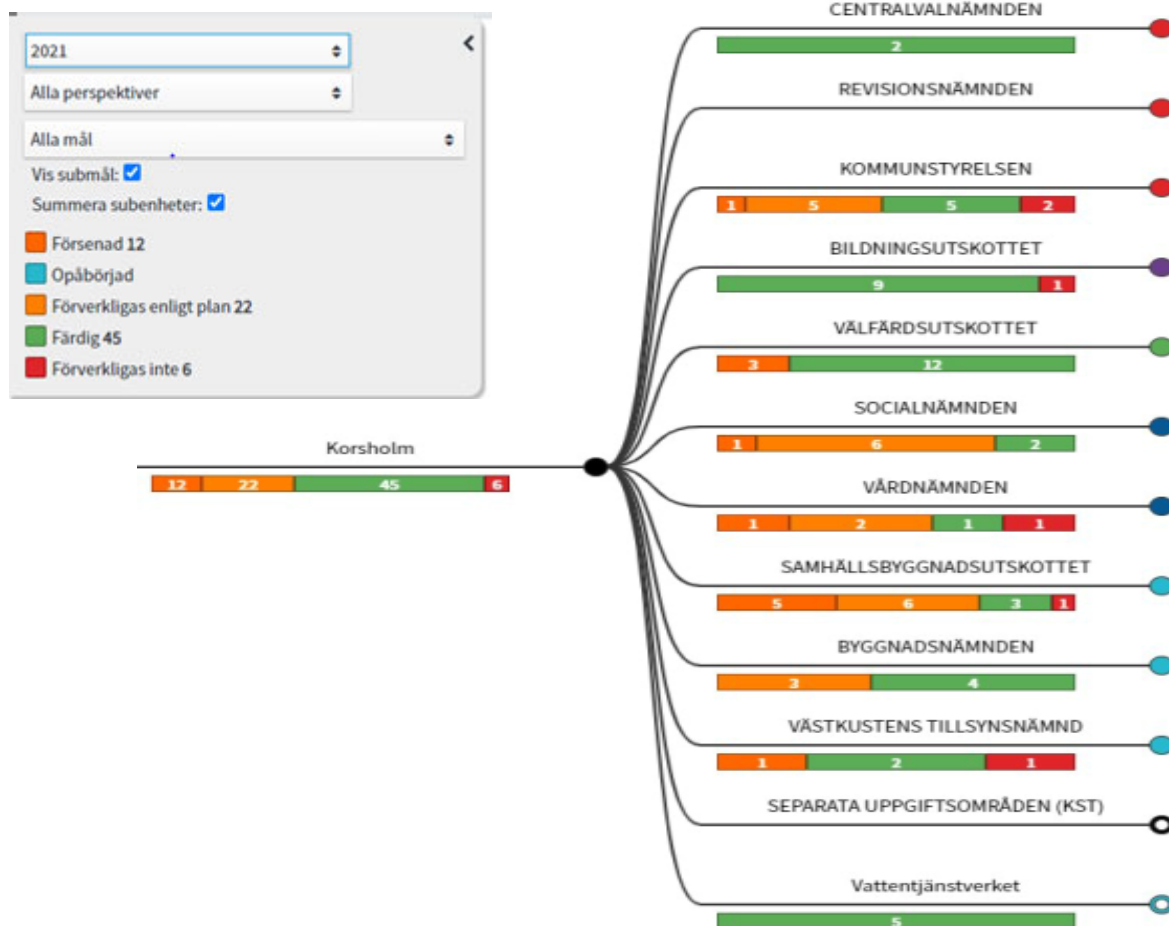 2021
Alla perspektiver
Alla mål
Vis submål:
Summera subenheter:
Försenad 12
Opåbörjad
Förverkligas enligt plan 22
Färdig 45
Förverkligas inte 6
Korsholm
12 22 45 6
CENTRALVALNÄMNDEN
2
REVISIONSNÄMNDEN
KOMMUNSTYRELSEN
1 5 5 2
BILDNINGSUTSKOTTET
9 1
VÄLFÄRDSUTSKOTTET
3 12
SOCIALNÄMNDEN
1 6 2
VÅRDNÄMNDEN
1 2 1 1
SAMHÄLLSBYGGNADSUTSKOTTET
5 6 3 1
BYGGNADSNÄMNDEN
3 4
VÄSTKUSTENS TILLSYNSNÄMND
1 2 1
SEPARATA UPPGIFTSOMRÅDEN (KST)
Vattentjänstverket
5